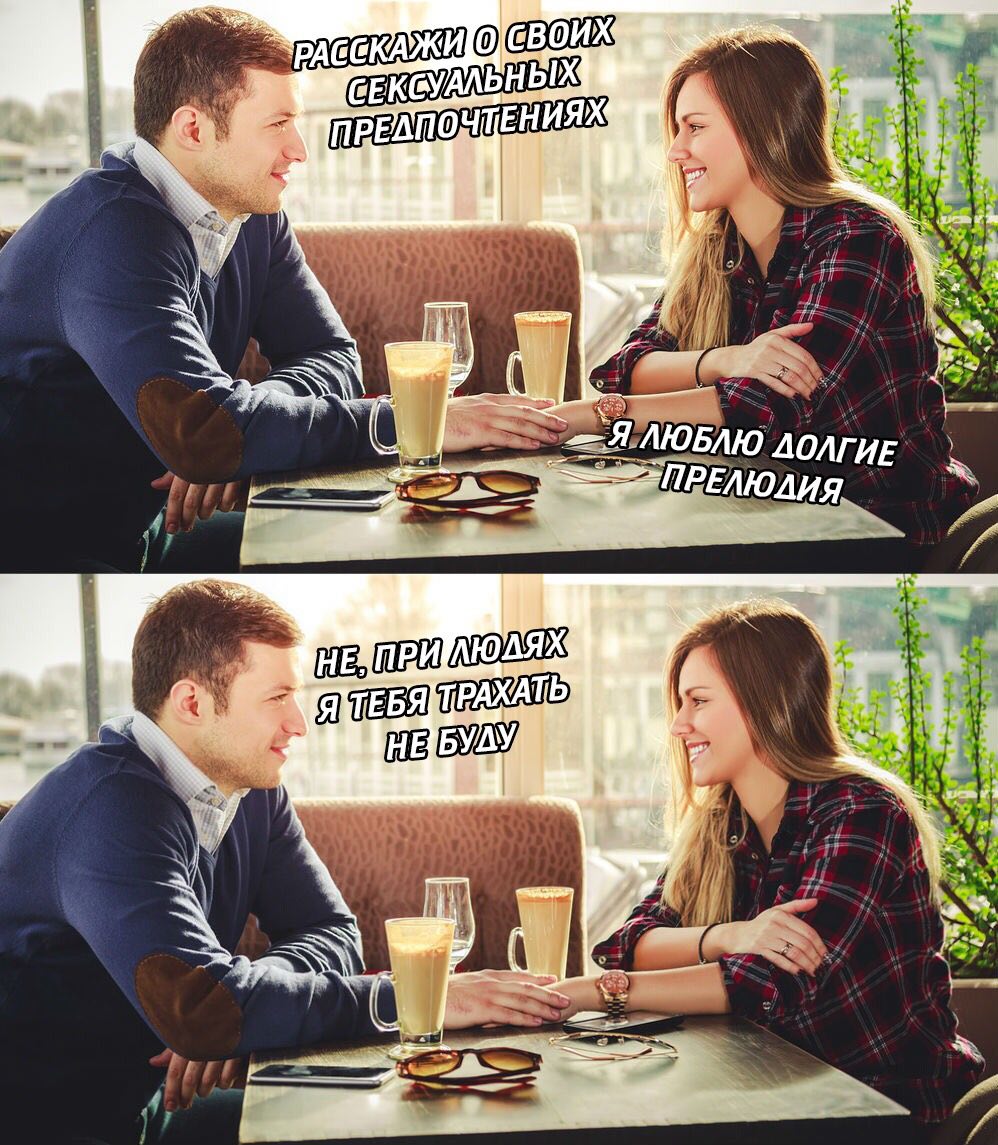 РАССКАЖИ О СВОИХ
СЕКСУАЛЬНЫХ
ПРЕДПОЧТЕНИЯХ
Я ЛЮБЛЮ ДОЛГИЕ
ПРЕЛЮДИЯ
НЕ, ПРИ ЛЮДЯХ
Я ТЕБЯ ТРАХАТЬ
НЕ БУДУ